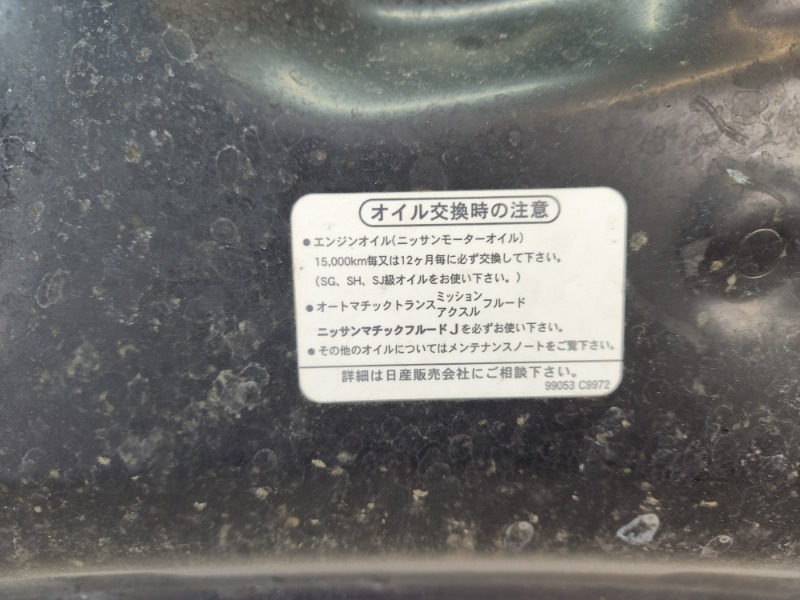 オイル交換時の注意
●エンジンオイル(ニッサンモーターオイル)
15,000km毎又は12ヶ月毎に必ず交換して下さい。
(SG、SH、SJ級オイルをお使い下さい。)
●オートマチックトランスミッションフルード
アクスル
ニッサンマチックフルードJを必ずお使い下さい。
●その他のオイルについてはメンテナンスノートをご覧下さい。
詳細は日産販売会社にご相談下さい。
99053 C9972